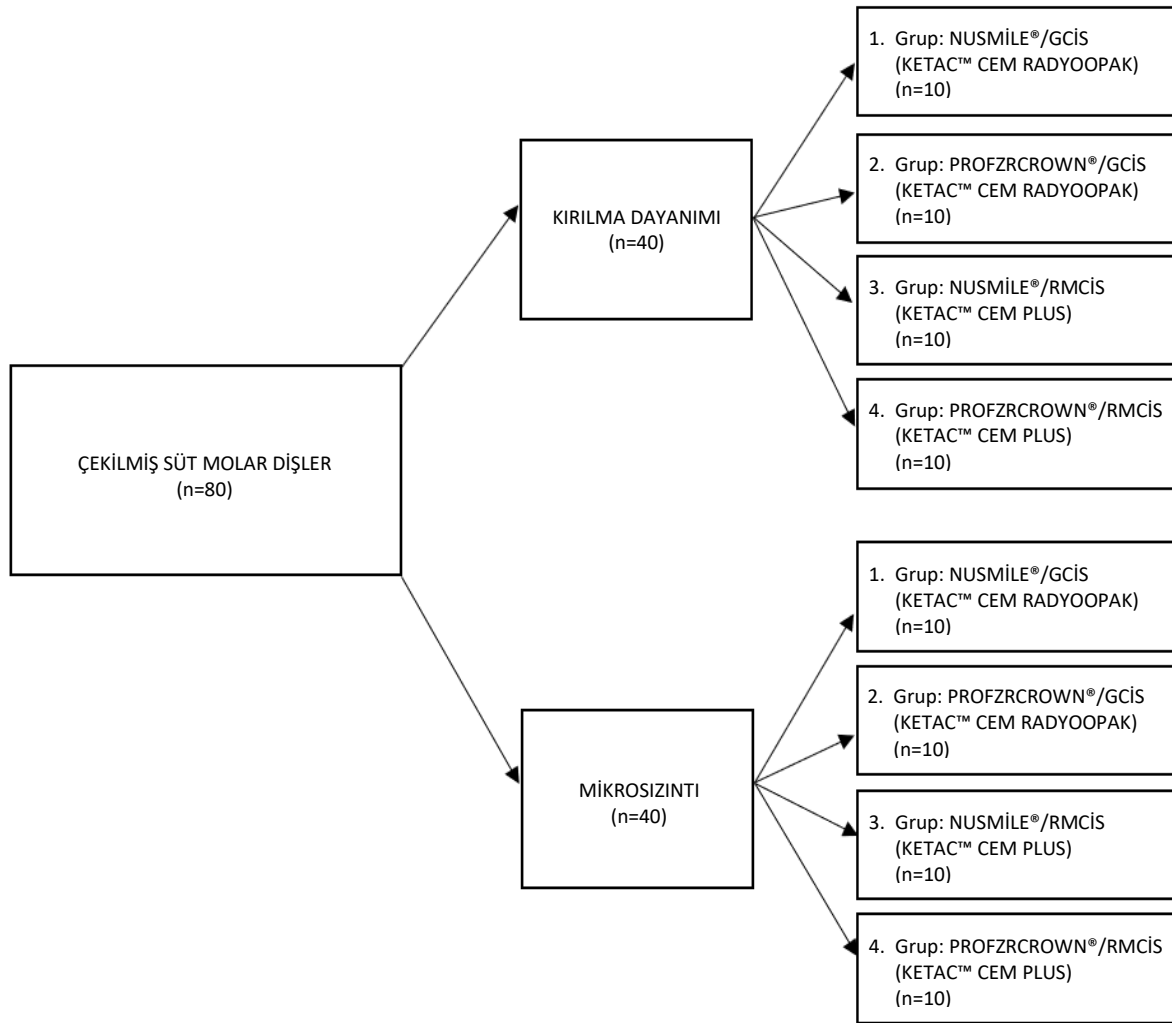 ÇEKİLMİŞ SÜT MOLAR DİŞLER
(n=80)
KIRILMA DAYANIMI
(n=40)
1. Grup: NUSMİLE®/GCİS
(KETAC™ CEM RADYOOPAK)
(n=10)
2. Grup: PROFZRCROWN®/GCİS
(KETAC™ CEM RADYOOPAK)
(n=10)
3. Grup: NUSMİLE®/RMCİS
(KETAC™ CEM PLUS)
(n=10)
4. Grup: PROFZRCROWN®/RMCİS
(KETAC™ CEM PLUS)
(n=10)
MİKROSIZINTI
(n=40)
1. Grup: NUSMİLE®/GCİS
(KETAC™ CEM RADYOOPAK)
(n=10)
2. Grup: PROFZRCROWN®/GCİS
(KETAC™ CEM RADYOOPAK)
(n=10)
3. Grup: NUSMİLE®/RMCİS
(KETAC™ CEM PLUS)
(n=10)
4. Grup: PROFZRCROWN®/RMCİS
(KETAC™ CEM PLUS)
(n=10)